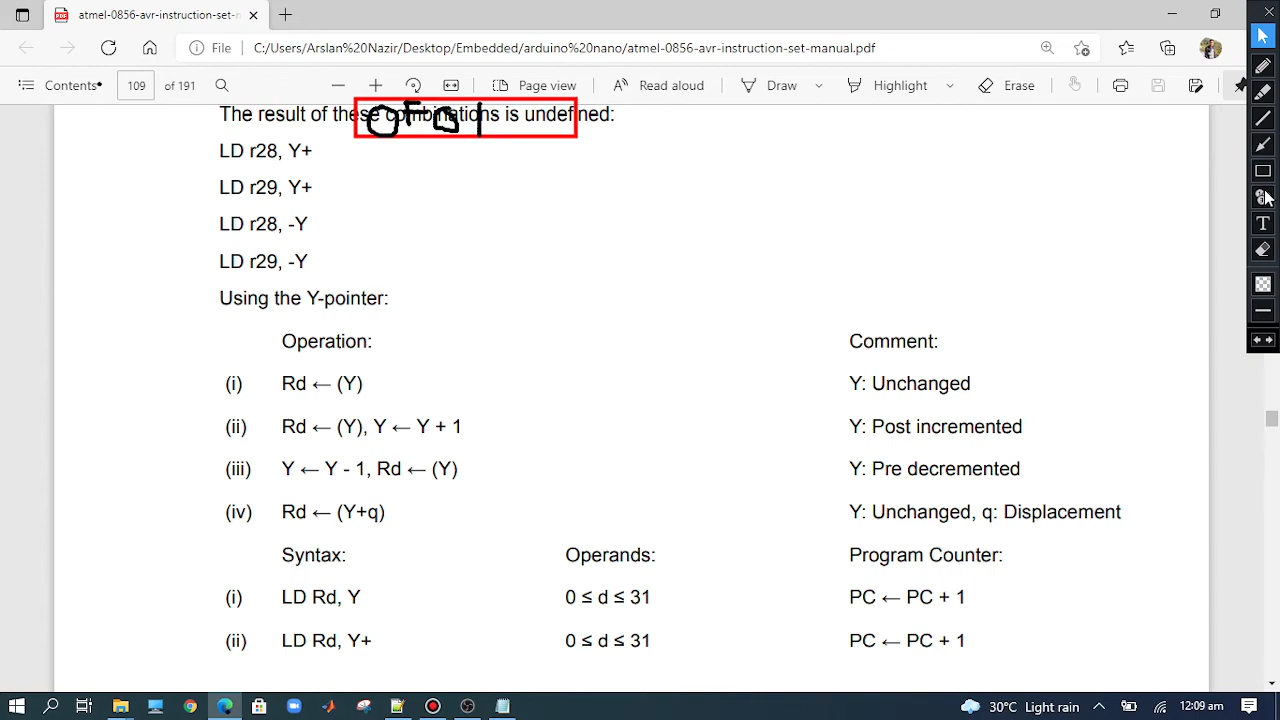 atmel-0856-avr-instruction-set-m
File C:/Users/Arslan%20Nazir/Desktop/Embedded/arduino%20nano/atmel-0856-avr-instruction-set-manual.pdf
Contents 109 of 191 Page view Read aloud Draw Highlight Erase
The result of these combinations is undefined:
LD r28, Y+
LD r29, Y+
LD r28, -Y
LD r29, -Y
Using the Y-pointer:
Operation: Comment:
(i) Rd ← (Y) Y: Unchanged
(ii) Rd ← (Y), Y ← Y + 1 Y: Post incremented
(iii) Y ← Y - 1, Rd ← (Y) Y: Pre decremented
(iv) Rd ← (Y+q) Y: Unchanged, q: Displacement
Syntax: Operands: Program Counter:
(i) LD Rd, Y 0 ≤ d ≤ 31 PC ← PC + 1
(ii) LD Rd, Y+ 0 ≤ d ≤ 31 PC ← PC + 1
30°C Light rain 12:09 am